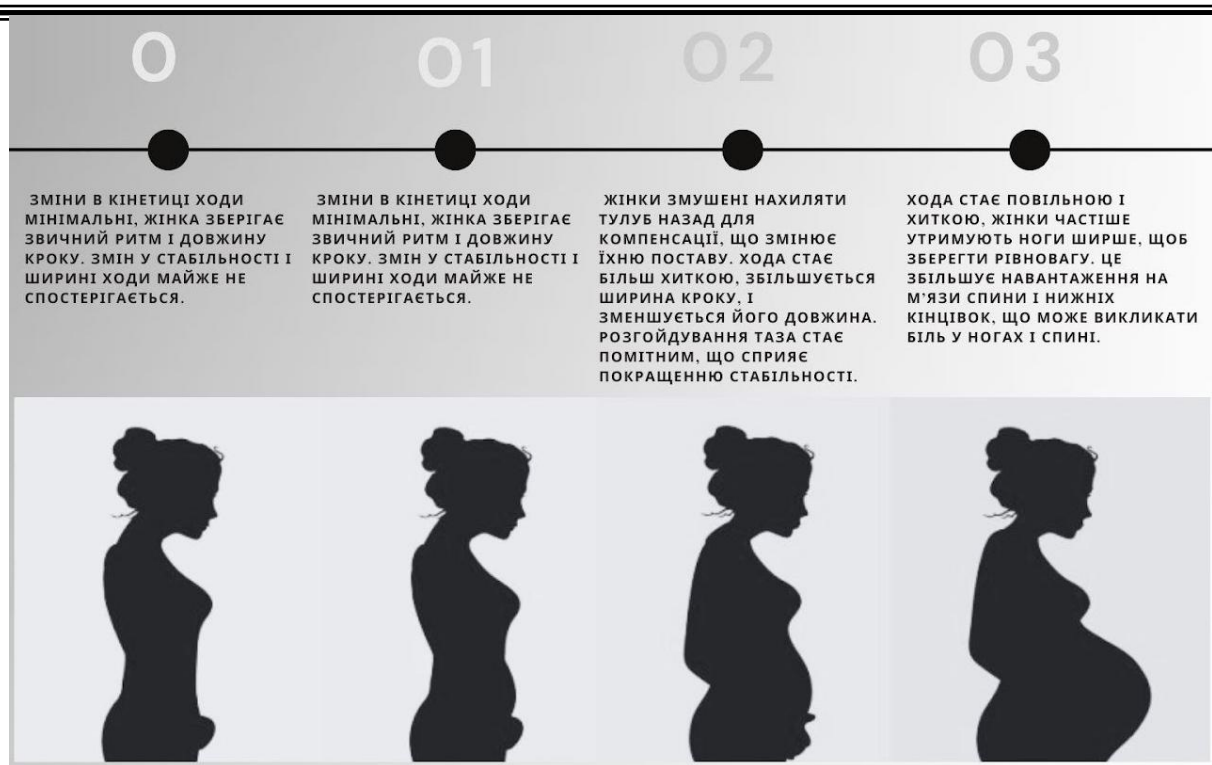 0
ЗМІНИ В КІНЕТИЦІ ХОДИ
МІНІМАЛЬНІ, ЖІНКА ЗБЕРІГАЄ
ЗВИЧНИЙ РИТМ І ДОВЖИНУ
КРОКУ. ЗМІН У СТАБІЛЬНОСТІ І
ШИРИНІ ХОДИ МАЙЖЕ НЕ
СПОСТЕРІГАЄТЬСЯ.
01
ЗМІНИ В КІНЕТИЦІ ХОДИ
МІНІМАЛЬНІ, ЖІНКА ЗБЕРІГАЄ
ЗВИЧНИЙ РИТМ І ДОВЖИНУ
КРОКУ. ЗМІН У СТАБІЛЬНОСТІ І
ШИРИНІ ХОДИ МАЙЖЕ НЕ
СПОСТЕРІГАЄТЬСЯ.
02
ЖІНКИ ЗМУШЕНІ НАХИЛЯТИ
ТУЛУБ НАЗАД ДЛЯ
КОМПЕНСАЦІЇ, ЩО ЗМІНЮЄ
ЇХНЮ ПОСТАВУ. ХОДА СТАЄ
БІЛЬШ ХИТКОЮ, ЗБІЛЬШУЄТЬСЯ
ШИРИНА КРОКУ, І
ЗМЕНШУЄТЬСЯ ЙОГО ДОВЖИНА.
РОЗГОЙДУВАННЯ ТАЗА СТАЄ
ПОМІТНИМ, ЩО СПРИЯЄ
ПОКРАЩЕННЮ СТАБІЛЬНОСТІ.
03
ХОДА СТАЄ ПОВІЛЬНОЮ І
ХИТКОЮ, ЖІНКИ ЧАСТІШЕ
УТРИМУЮТЬ НОГИ ШИРШЕ, ЩОБ
ЗБЕРЕГТИ РІВНОВАГУ. ЦЕ
ЗБІЛЬШУЄ НАВАНТАЖЕННЯ НА
М'ЯЗИ СПИНИ І НИЖНІХ
КІНЦІВОК, ЩО МОЖЕ ВИКЛИКАТИ
БІЛЬ У НОГАХ І СПИНІ.